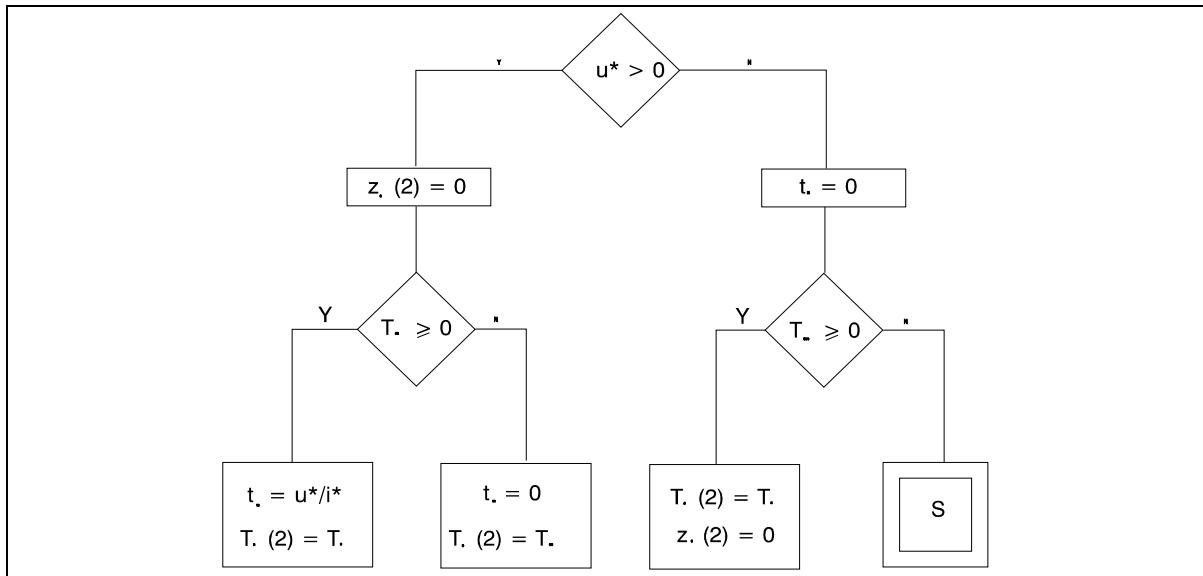 u* > 0
Y
N
z. (2) = 0
t. = 0
T. ≥ 0
Y
N
T.. ≥ 0
Y
N
t. = u*/i*
T. (2) = T.
t. = 0
T. (2) = T..
T. (2) = T.
z. (2) = 0
S